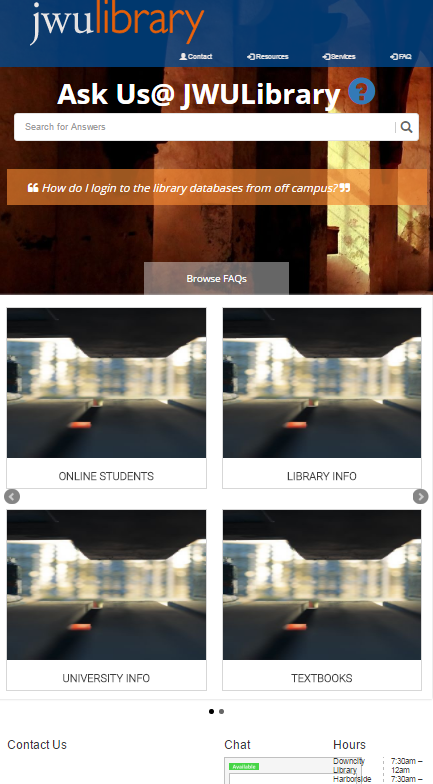 jwulibrary
Contact Resources Services FAQ
Ask Us@ JWULibrary ?
Search for Answers
❝ How do I login to the library databases from off campus? ❞
Browse FAQs
ONLINE STUDENTS
LIBRARY INFO
UNIVERSITY INFO
TEXTBOOKS
Contact Us
Chat
Available
Hours
Downcity Library
7:30am – 12am
Harborside
7:30am –